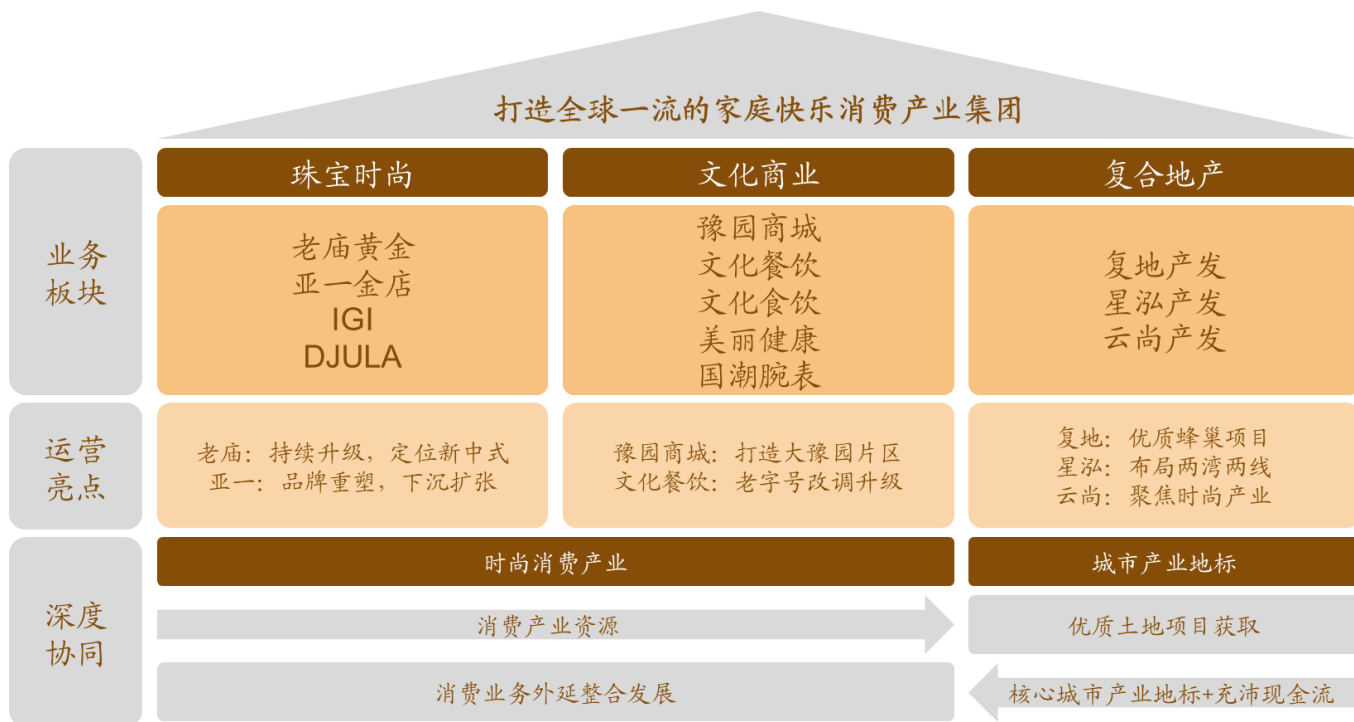 打造全球一流的家庭快乐消费产业集团
珠宝时尚
文化商业
复合地产
业务
板块
老庙黄金
亚一金店
IGI
DJULA
豫园商城
文化餐饮
文化食饮
美丽健康
国潮腕表
复地产发
星泓产发
云尚产发
运营
亮点
老庙：持续升级，定位新中式
亚一：品牌重塑，下沉扩张
豫园商城：打造大豫园片区
文化餐饮：老字号改调升级
复地：优质蜂巢项目
星泓：布局两湾两线
云尚：聚焦时尚产业
深度
协同
时尚消费产业
城市产业地标
消费产业资源
优质土地项目获取
消费业务外延整合发展
核心城市产业地标+充沛现金流